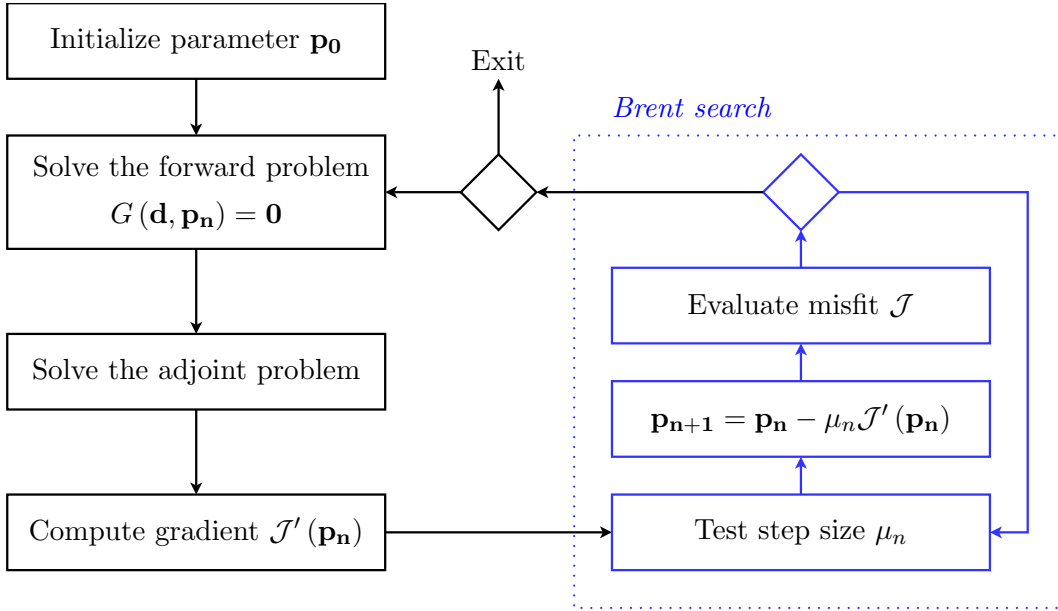 Initialize parameter p₀
Exit
Brent search
Solve the forward problem
G (d, pₙ) = 0
Evaluate misfit 𝒥
Solve the adjoint problem
pₙ₊₁ = pₙ − μₙ𝒥′ (pₙ)
Compute gradient 𝒥′ (pₙ)
Test step size μₙ